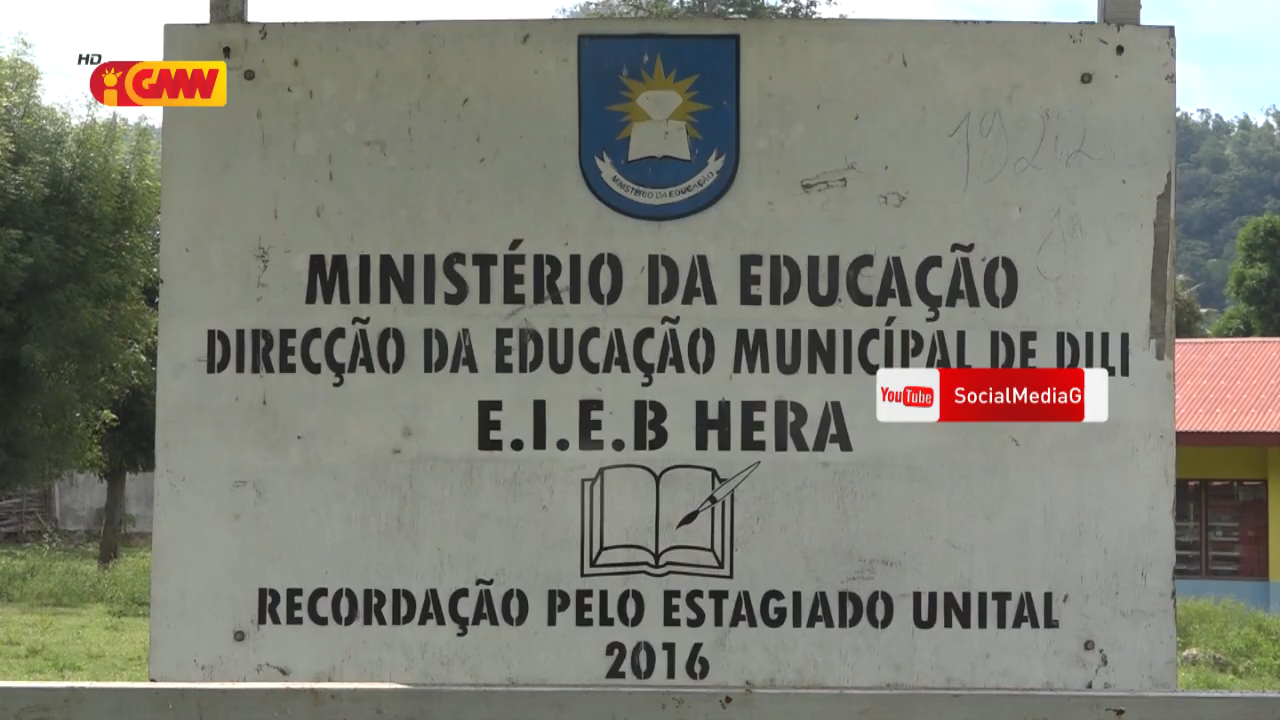 HD
GMN
MINISTÉRIO DA EDUCAÇÃO
1922
MINISTÉRIO DA EDUCAÇÃO
DIRECÇÃO DA EDUCAÇÃO MUNICÍPAL DE DILI
YouTube SocialMediaG
E.I.E.B HERA
RECORDAÇÃO PELO ESTAGIADO UNITAL
2016